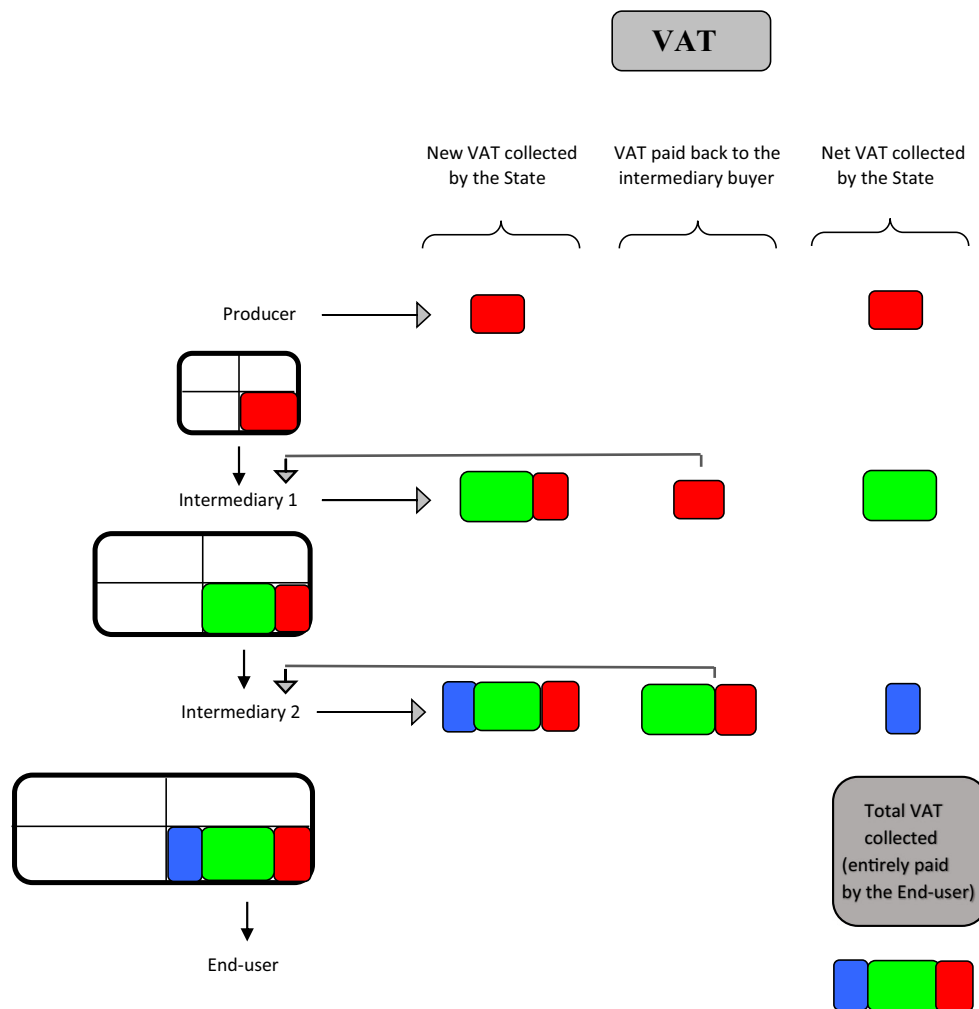 VAT
New VAT collected
by the State
VAT paid back to the
intermediary buyer
Net VAT collected
by the State
Producer
Intermediary 1
Intermediary 2
Total VAT
collected
(entirely paid
by the End-user)
End-user